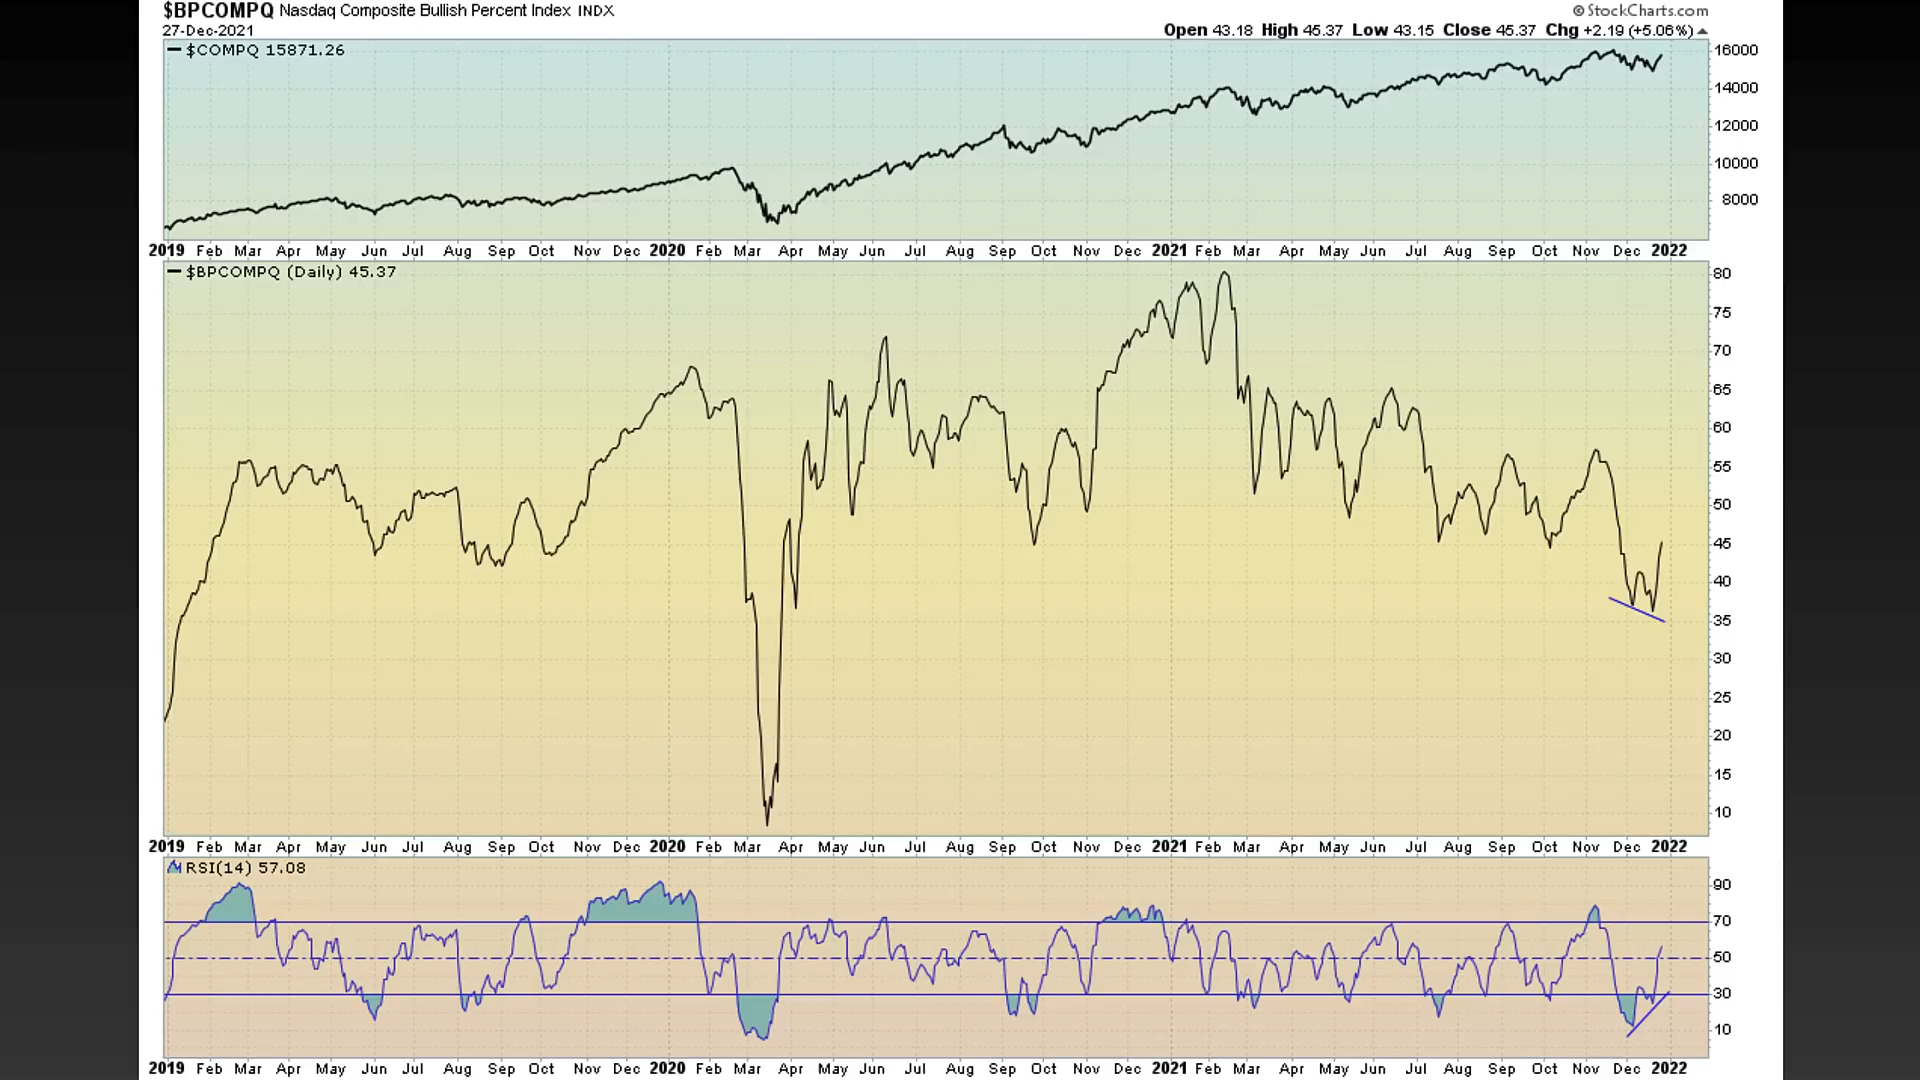 $BPCOMPQ Nasdaq Composite Bullish Percent Index INDX
© StockCharts.com
27-Dec-2021
Open 43.18 High 45.37 Low 43.15 Close 45.37 Chg +2.19 (+5.06%)
$COMPQ 15871.26
16000
14000
12000
10000
8000
2019 Feb Mar Apr May Jun Jul Aug Sep Oct Nov Dec 2020 Feb Mar Apr May Jun Jul Aug Sep Oct Nov Dec 2021 Feb Mar Apr May Jun Jul Aug Sep Oct Nov Dec 2022
$BPCOMPQ (Daily) 45.37
80
75
70
65
60
55
50
45
40
35
30
25
20
15
10
2019 Feb Mar Apr May Jun Jul Aug Sep Oct Nov Dec 2020 Feb Mar Apr May Jun Jul Aug Sep Oct Nov Dec 2021 Feb Mar Apr May Jun Jul Aug Sep Oct Nov Dec 2022
RSI(14) 57.08
90
70
50
30
10
2019 Feb Mar Apr May Jun Jul Aug Sep Oct Nov Dec 2020 Feb Mar Apr May Jun Jul Aug Sep Oct Nov Dec 2021 Feb Mar Apr May Jun Jul Aug Sep Oct Nov Dec 2022